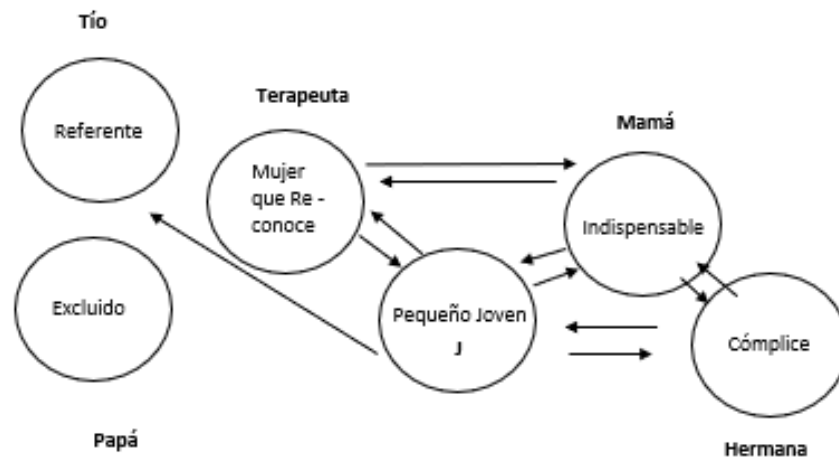 Tío
Referente
Terapeuta
Mujer
que Re -
conoce
Mamá
Indispensable
Excluido
Pequeño Joven
J
Cómplice
Papá
Hermana